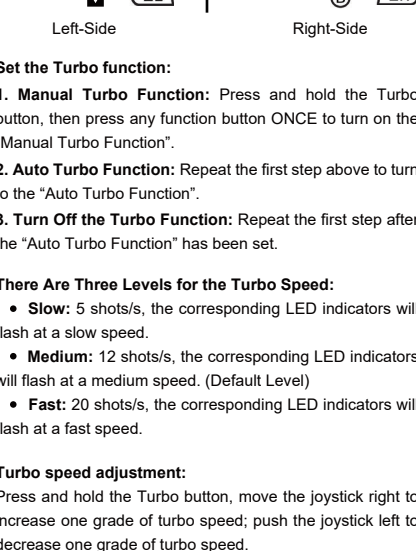 Left-Side Right-Side
Set the Turbo function:
1. Manual Turbo Function: Press and hold the Turbo
button, then press any function button ONCE to turn on the
"Manual Turbo Function".
2. Auto Turbo Function: Repeat the first step above to turn
to the "Auto Turbo Function".
3. Turn Off the Turbo Function: Repeat the first step after
the "Auto Turbo Function" has been set.
There Are Three Levels for the Turbo Speed:
• Slow: 5 shots/s, the corresponding LED indicators will
flash at a slow speed.
• Medium: 12 shots/s, the corresponding LED indicators
will flash at a medium speed. (Default Level)
• Fast: 20 shots/s, the corresponding LED indicators will
flash at a fast speed.
Turbo speed adjustment:
Press and hold the Turbo button, move the joystick right to
increase one grade of turbo speed; push the joystick left to
decrease one grade of turbo speed.